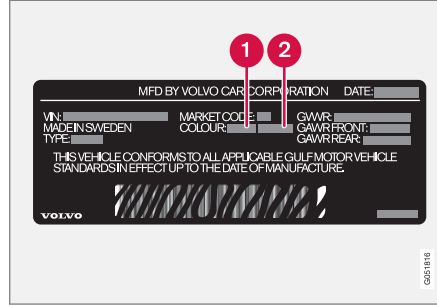 1 2
MFD BY VOLVO CAR CORPORATION DATE:
VIN: MARKET CODE: GVWR:
MADE IN SWEDEN COLOUR: GAWR FRONT:
TYPE: GAWR REAR:
THIS VEHICLE CONFORMS TO ALL APPLICABLE GULF MOTOR VEHICLE
STANDARDS IN EFFECT UP TO THE DATE OF MANUFACTURE.
VOLVO
G051816